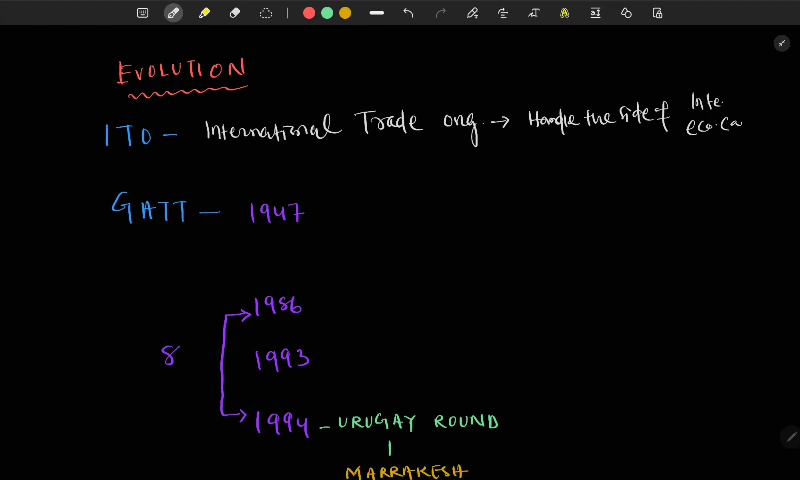 EVOLUTION
ITO – International Trade org. → Handle the side of Inte.
eco. co
GATT – 1947
1986
8
1993
1994 – URUGAY ROUND
MARRAKESH